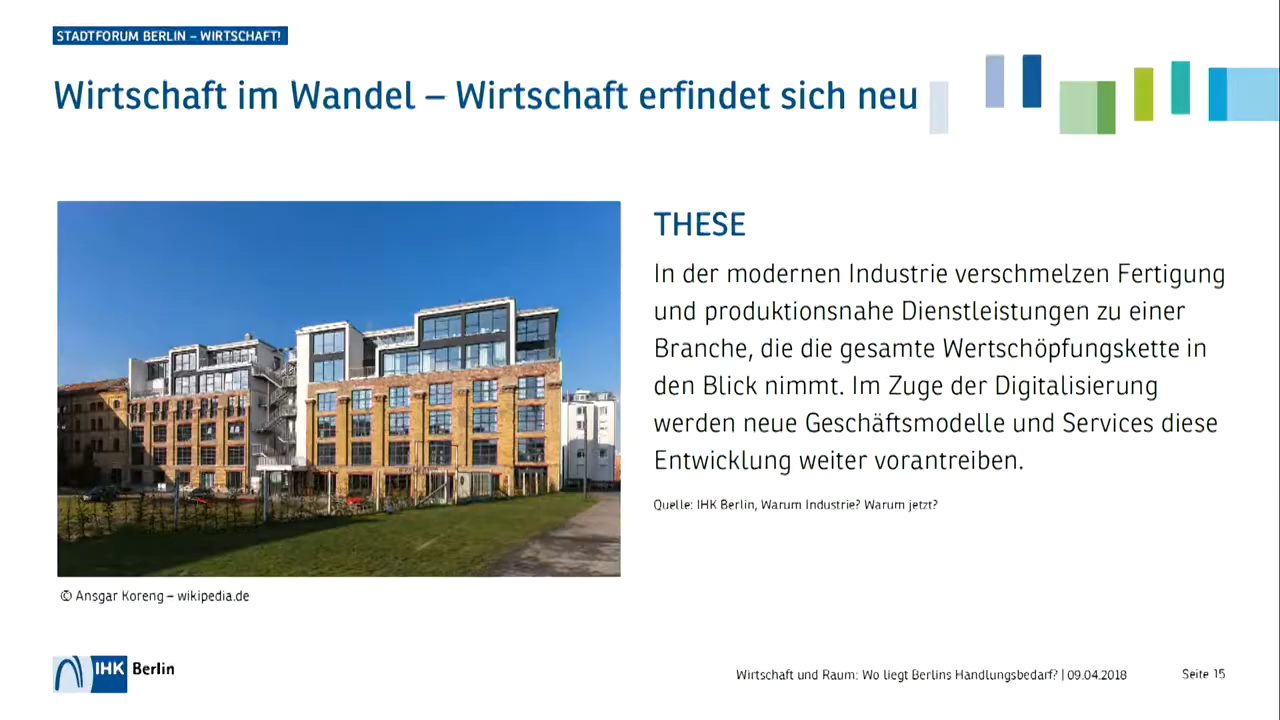 STADTFORUM BERLIN – WIRTSCHAFT!
Wirtschaft im Wandel – Wirtschaft erfindet sich neu
THESE
In der modernen Industrie verschmelzen Fertigung
und produktionsnahe Dienstleistungen zu einer
Branche, die die gesamte Wertschöpfungskette in
den Blick nimmt. Im Zuge der Digitalisierung
werden neue Geschäftsmodelle und Services diese
Entwicklung weiter vorantreiben.
Quelle: IHK Berlin, Warum Industrie? Warum jetzt?
© Ansgar Koreng – wikipedia.de
IHK Berlin
Wirtschaft und Raum: Wo liegt Berlins Handlungsbedarf? | 09.04.2018
Seite 15